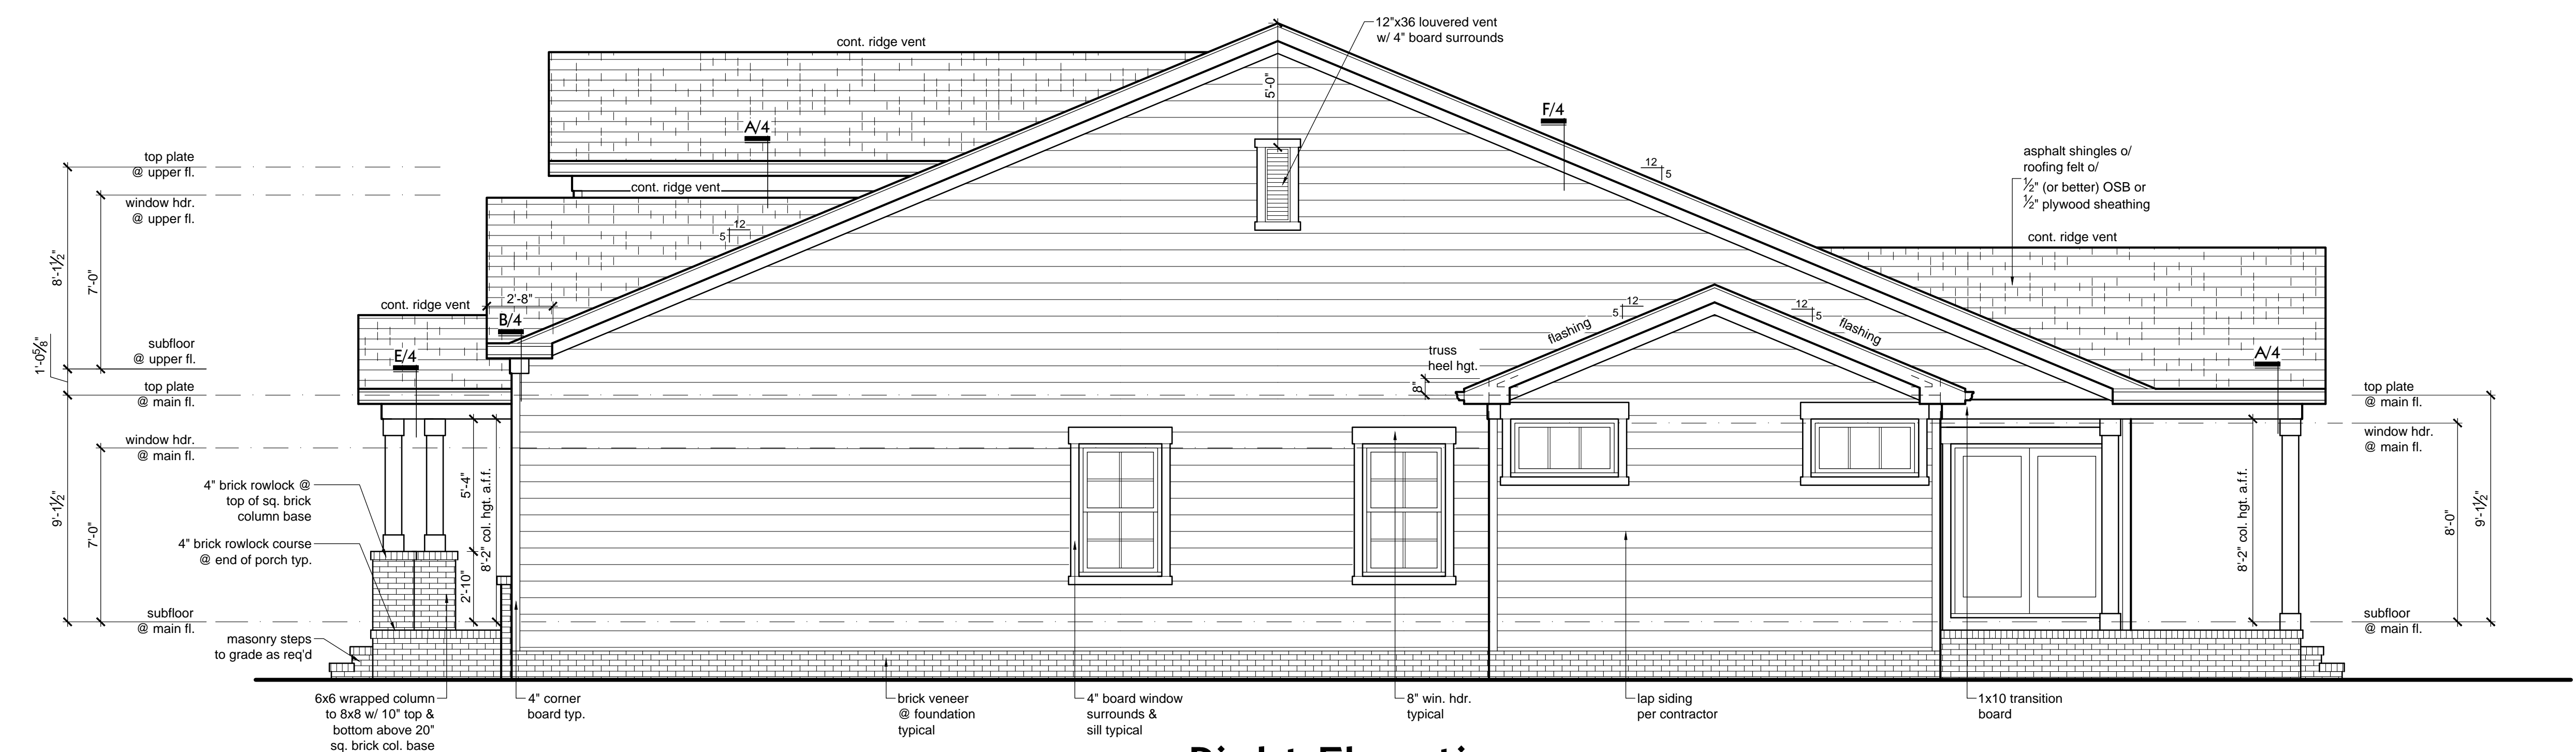 12"x36 louvered vent
w/ 4" board surrounds
cont. ridge vent
5'-0"
F/4
A/4
12
5
asphalt shingles o/
roofing felt o/
½" (or better) OSB or
½" plywood sheathing
top plate
@ upper fl.
cont. ridge vent
window hdr.
@ upper fl.
12
5
cont. ridge vent
8'-1½"
7'-0"
2'-8"
cont. ridge vent
B/4
12
5
flashing
12
5
flashing
subfloor
@ upper fl.
1'-0⅝"
E/4
truss
heel hgt.
8"
A/4
top plate
@ main fl.
top plate
@ main fl.
window hdr.
@ main fl.
window hdr.
@ main fl.
4" brick rowlock @
top of sq. brick
column base
5'-4"
8'-2" col. hgt. a.f.f.
9'-1½"
7'-0"
8'-2" col. hgt. a.f.f.
8'-0"
9'-1½"
4" brick rowlock course
@ end of porch typ.
2'-10"
subfloor
@ main fl.
subfloor
@ main fl.
masonry steps
to grade as req'd
6x6 wrapped column
to 8x8 w/ 10" top &
bottom above 20"
sq. brick col. base
4" corner
board typ.
brick veneer
@ foundation
typical
4" board window
surrounds &
sill typical
8" win. hdr.
typical
lap siding
per contractor
1x10 transition
board